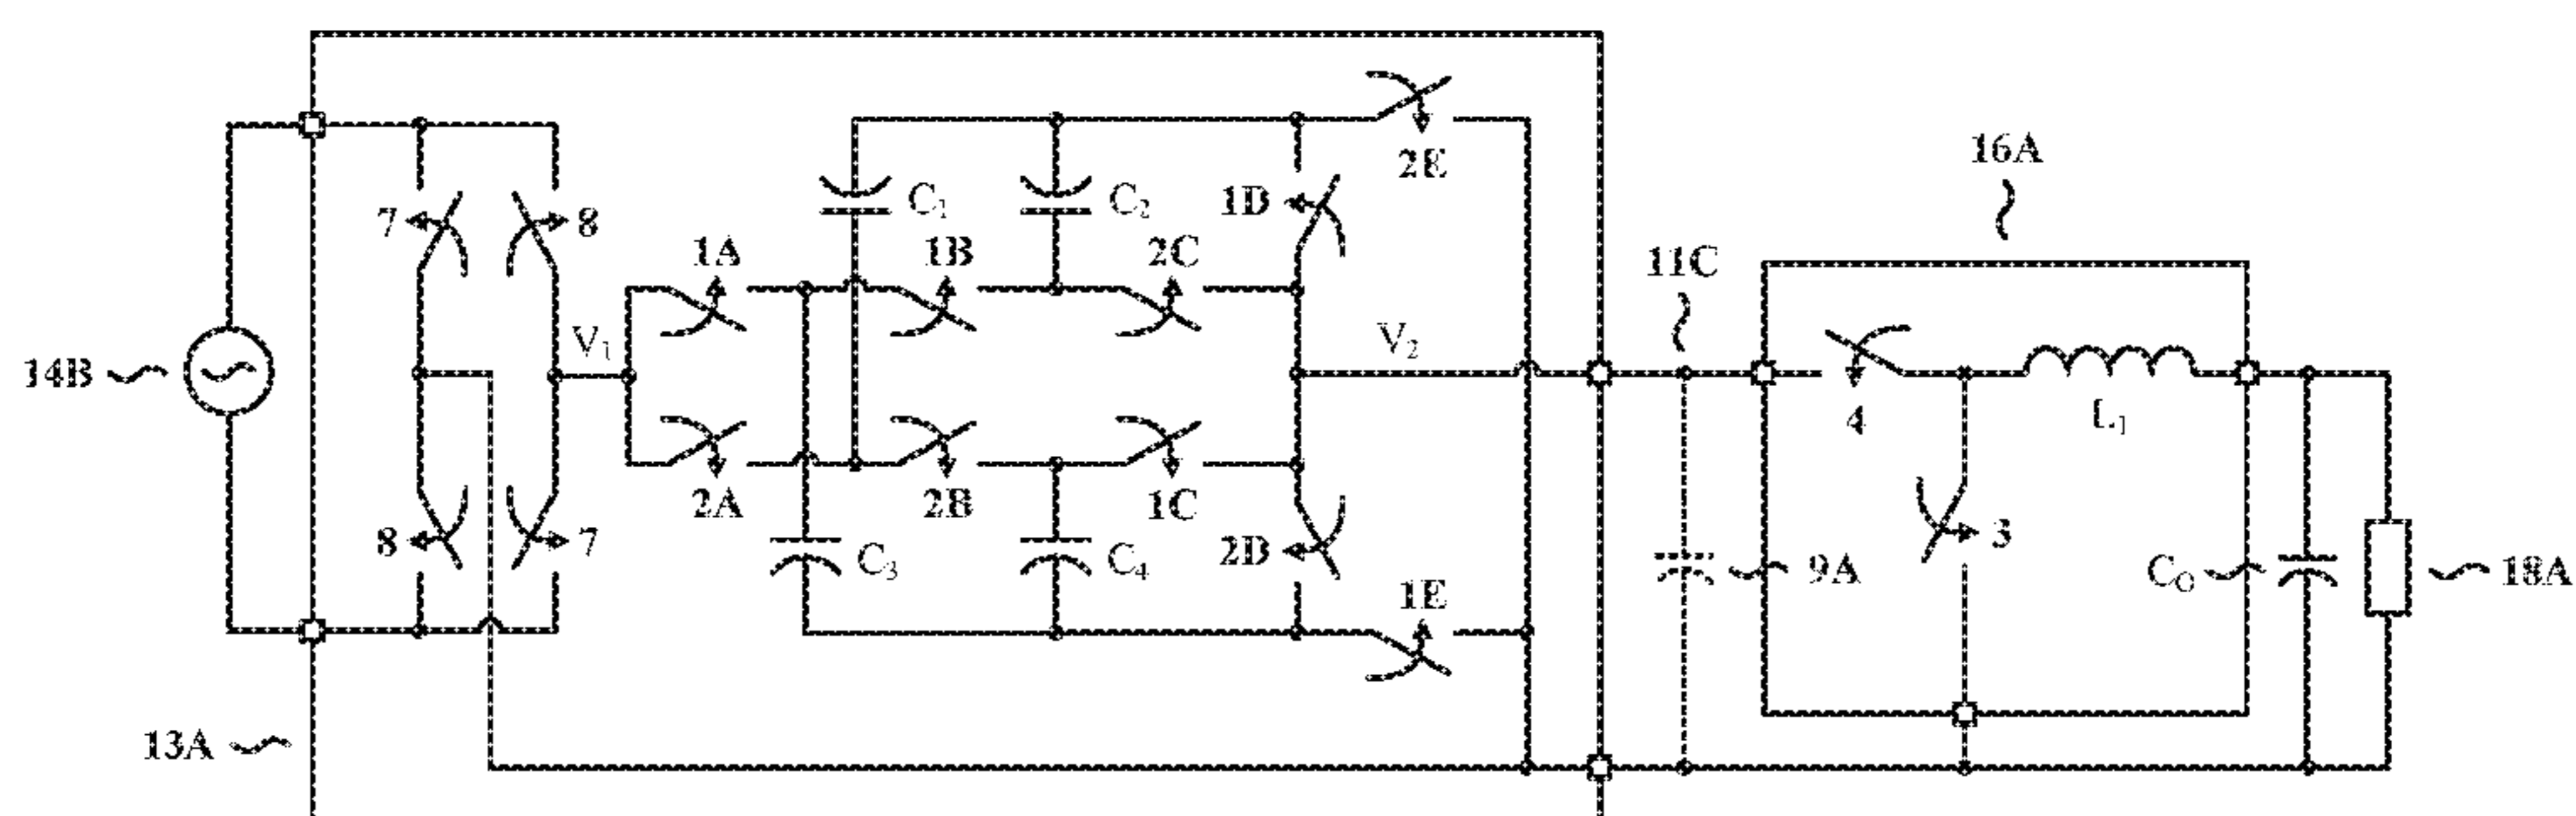 16A
2E
7
8
C₁
C₂
1D
1A
1B
2C
11C
V₁
V₂
14B
4
L₁
2A
2B
1C
8
7
C₃
C₄
2D
3
9A
C_O
18A
1E
13A